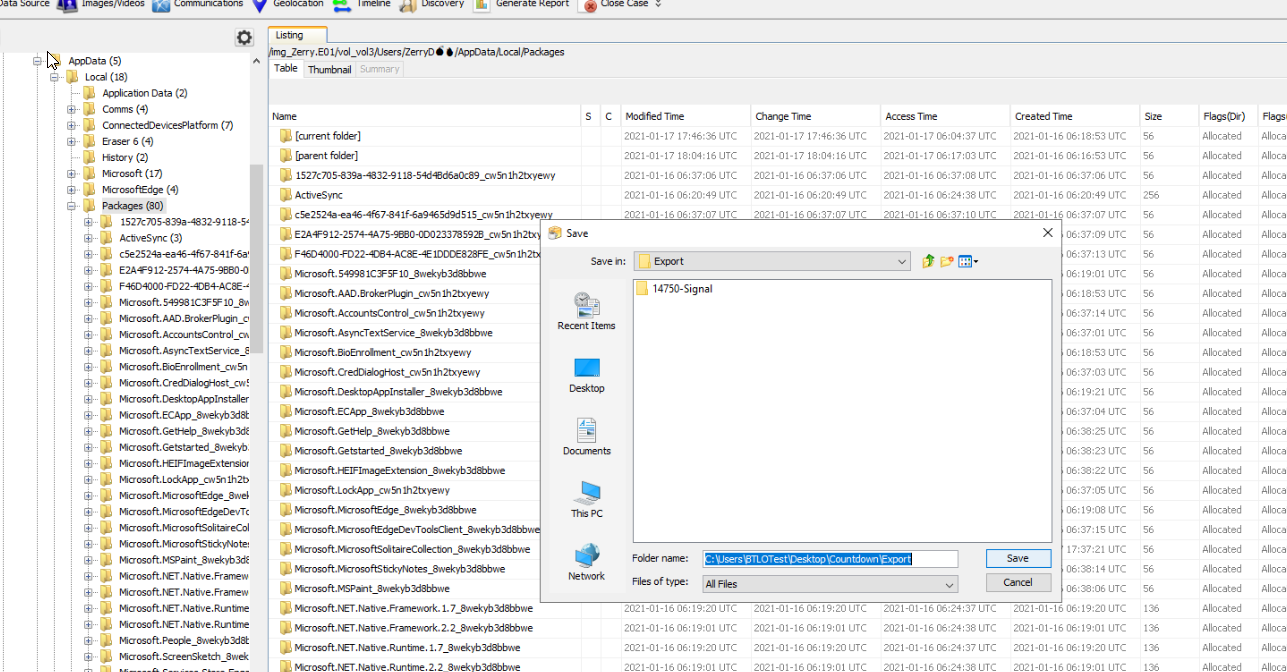 Data Source Images/Videos Communications Geolocation Timeline Discovery Generate Report Close Case
AppData (5)
Local (18)
Application Data (2)
Comms (4)
ConnectedDevicesPlatform (7)
Eraser 6 (4)
History (2)
Microsoft (17)
MicrosoftEdge (4)
Packages (80)
1527c705-839a-4832-9118-54
ActiveSync (3)
c5e2524a-ea46-4f67-841f-6a
E2A4F912-2574-4A75-9BB0-0
F46D4000-FD22-4DB4-AC8E-4
Microsoft.549981C3F5F10_8w
Microsoft.AAD.BrokerPlugin_c
Microsoft.AccountsControl_cw
Microsoft.AsyncTextService_8
Microsoft.BioEnrollment_cw5n
Microsoft.CredDialogHost_cw5
Microsoft.DesktopAppInstaller
Microsoft.ECApp_8wekyb3d8b
Microsoft.GetHelp_8wekyb3d8
Microsoft.Getstarted_8wekyb
Microsoft.HEIFImageExtension
Microsoft.LockApp_cw5n1h2tx
Microsoft.MicrosoftEdge_8wek
Microsoft.MicrosoftEdgeDevTo
Microsoft.MicrosoftSolitaireCol
Microsoft.MicrosoftStickyNote
Microsoft.MSPaint_8wekyb3d8
Microsoft.NET.Native.Framew
Microsoft.NET.Native.Framew
Microsoft.NET.Native.Runtime
Microsoft.NET.Native.Runtime
Microsoft.People_8wekyb3d8b
Microsoft.ScreenSketch_8wek
Listing
/img_Zerry.E01/vol_vol3/Users/ZerryD💣💣/AppData/Local/Packages
Table Thumbnail Summary
Name S C Modified Time Change Time Access Time Created Time Size Flags(Dir) Flags
[current folder] 2021-01-17 17:46:36 UTC 2021-01-17 17:46:36 UTC 2021-01-17 06:04:37 UTC 2021-01-16 06:18:53 UTC 56 Allocated Alloca
[parent folder] 2021-01-17 18:04:16 UTC 2021-01-17 18:04:16 UTC 2021-01-17 06:17:03 UTC 2021-01-16 06:16:53 UTC 56 Allocated Alloca
1527c705-839a-4832-9118-54d4Bd6a0c89_cw5n1h2txyewy 2021-01-16 06:37:06 UTC 2021-01-16 06:37:06 UTC 2021-01-16 06:37:08 UTC 2021-01-16 06:37:06 UTC 56 Allocated Alloca
ActiveSync 2021-01-16 06:20:49 UTC 2021-01-16 06:20:49 UTC 2021-01-16 06:24:38 UTC 2021-01-16 06:20:49 UTC 256 Allocated Alloca
c5e2524a-ea46-4f67-841f-6a9465d9d515_cw5n1h2txyewy 2021-01-16 06:37:07 UTC 2021-01-16 06:37:07 UTC 2021-01-16 06:37:10 UTC 2021-01-16 06:37:07 UTC 56 Allocated Alloca
E2A4F912-2574-4A75-9BB0-0D023378592B_cw5n1h2txy 06:37:09 UTC 56 Allocated Alloca
F46D4000-FD22-4DB4-AC8E-4E1DDDE828FE_cw5n1h2tx 06:37:13 UTC 56 Allocated Alloca
Microsoft.549981C3F5F10_8wekyb3d8bbwe 06:19:01 UTC 56 Allocated Alloca
Microsoft.AAD.BrokerPlugin_cw5n1h2txyewy 06:18:53 UTC 56 Allocated Alloca
Microsoft.AccountsControl_cw5n1h2txyewy 06:37:14 UTC 56 Allocated Alloca
Microsoft.AsyncTextService_8wekyb3d8bbwe 06:37:01 UTC 56 Allocated Alloca
Microsoft.BioEnrollment_cw5n1h2txyewy 06:18:53 UTC 56 Allocated Alloca
Microsoft.CredDialogHost_cw5n1h2txyewy 06:37:03 UTC 56 Allocated Alloca
Microsoft.DesktopAppInstaller_8wekyb3d8bbwe 06:19:21 UTC 56 Allocated Alloca
Microsoft.ECApp_8wekyb3d8bbwe 06:37:04 UTC 56 Allocated Alloca
Microsoft.GetHelp_8wekyb3d8bbwe 06:38:25 UTC 56 Allocated Alloca
Microsoft.Getstarted_8wekyb3d8bbwe 06:38:23 UTC 56 Allocated Alloca
Microsoft.HEIFImageExtension_8wekyb3d8bbwe 06:38:22 UTC 56 Allocated Alloca
Microsoft.LockApp_cw5n1h2txyewy 06:37:05 UTC 56 Allocated Alloca
Microsoft.MicrosoftEdge_8wekyb3d8bbwe 06:19:08 UTC 56 Allocated Alloca
Microsoft.MicrosoftEdgeDevToolsClient_8wekyb3d8bbwe 06:37:15 UTC 56 Allocated Alloca
Microsoft.MicrosoftSolitaireCollection_8wekyb3d8bbwe 17:37:21 UTC 56 Allocated Alloca
Microsoft.MicrosoftStickyNotes_8wekyb3d8bbwe 06:38:14 UTC 56 Allocated Alloca
Microsoft.MSPaint_8wekyb3d8bbwe 06:38:06 UTC 56 Allocated Alloca
Microsoft.NET.Native.Framework.1.7_8wekyb3d8bbwe 2021-01-16 06:19:20 UTC 2021-01-16 06:19:20 UTC 2021-01-16 06:24:37 UTC 2021-01-16 06:19:20 UTC 136 Allocated Alloca
Microsoft.NET.Native.Framework.2.2_8wekyb3d8bbwe 2021-01-16 06:19:01 UTC 2021-01-16 06:19:01 UTC 2021-01-16 06:24:38 UTC 2021-01-16 06:19:01 UTC 136 Allocated Alloca
Microsoft.NET.Native.Runtime.1.7_8wekyb3d8bbwe 2021-01-16 06:19:20 UTC 2021-01-16 06:19:20 UTC 2021-01-16 06:24:37 UTC 2021-01-16 06:19:20 UTC 136 Allocated Alloca
Microsoft.NET.Native.Runtime.2.2_8wekyb3d8bbwe 2021-01-16 06:19:01 UTC 2021-01-16 06:19:01 UTC 2021-01-16 06:24:38 UTC 2021-01-16 06:19:01 UTC 136 Allocated Alloca
Save
Save in: Export
14750-Signal
Recent Items
Desktop
Documents
This PC
Network
Folder name: C:\Users\BTLOTest\Desktop\Countdown\Export Save
Files of type: All Files Cancel